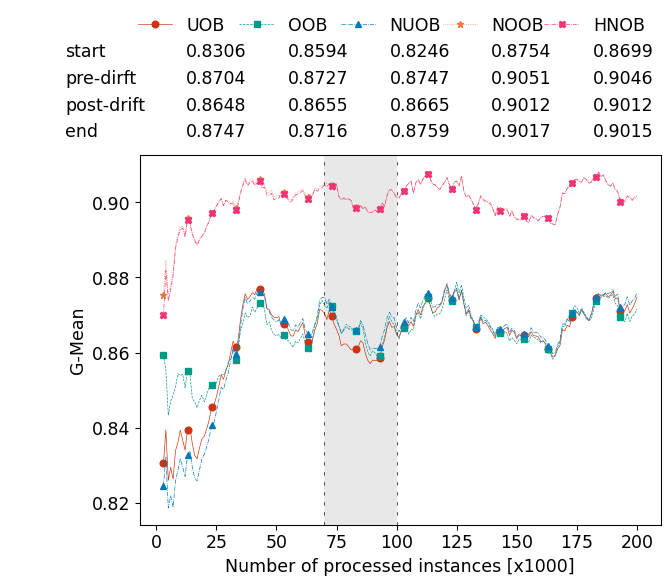 UOB OOB NUOB NOOB HNOB
start 0.8306 0.8594 0.8246 0.8754 0.8699
pre-dirft 0.8704 0.8727 0.8747 0.9051 0.9046
post-drift 0.8648 0.8655 0.8665 0.9012 0.9012
end 0.8747 0.8716 0.8759 0.9017 0.9015
0.90
0.88
0.86
0.84
0.82
G-Mean
0 25 50 75 100 125 150 175 200
Number of processed instances [x1000]